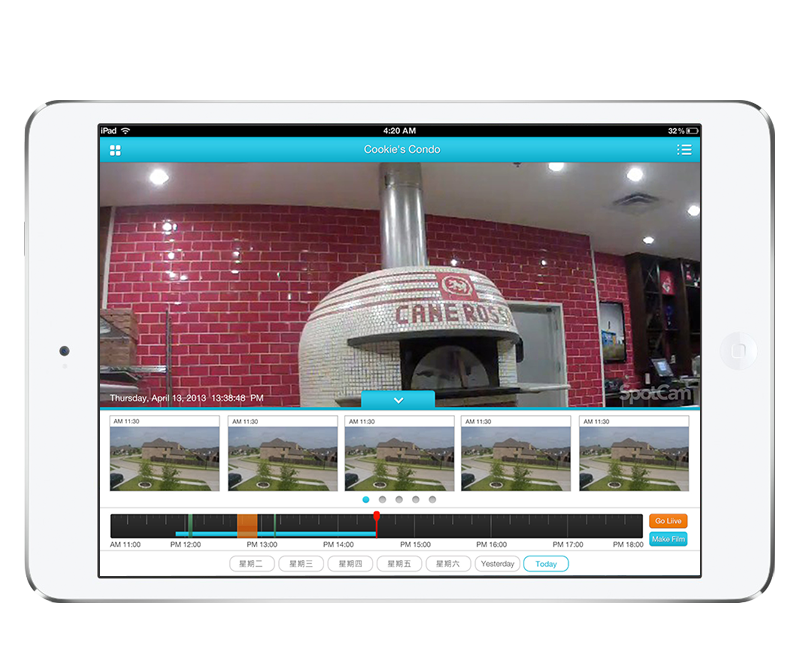 iPad
4:20 AM
32%
Cookie's Condo
CANE ROSS
Thursday, April 13, 2013 13:38:48 PM
SpotCam
AM 11:30
AM 11:30
AM 11:30
AM 11:30
AM 11:30
AM 11:00
PM 12:00
PM 13:00
PM 14:00
PM 15:00
PM 16:00
PM 17:00
PM 18:00
Go Live
Make Film
星期二
星期三
星期四
星期五
星期六
Yesterday
Today